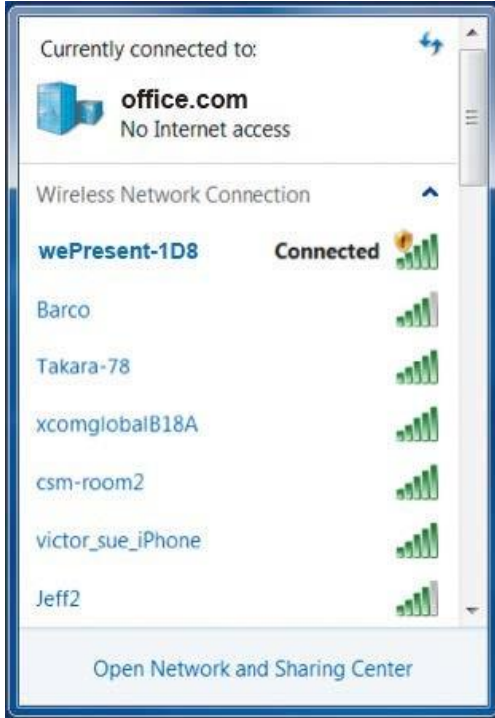 Currently connected to:
office.com
No Internet access
Wireless Network Connection
wePresent-1D8 Connected
Barco
Takara-78
xcomglobalB18A
csm-room2
victor_sue_iPhone
Jeff2
Open Network and Sharing Center